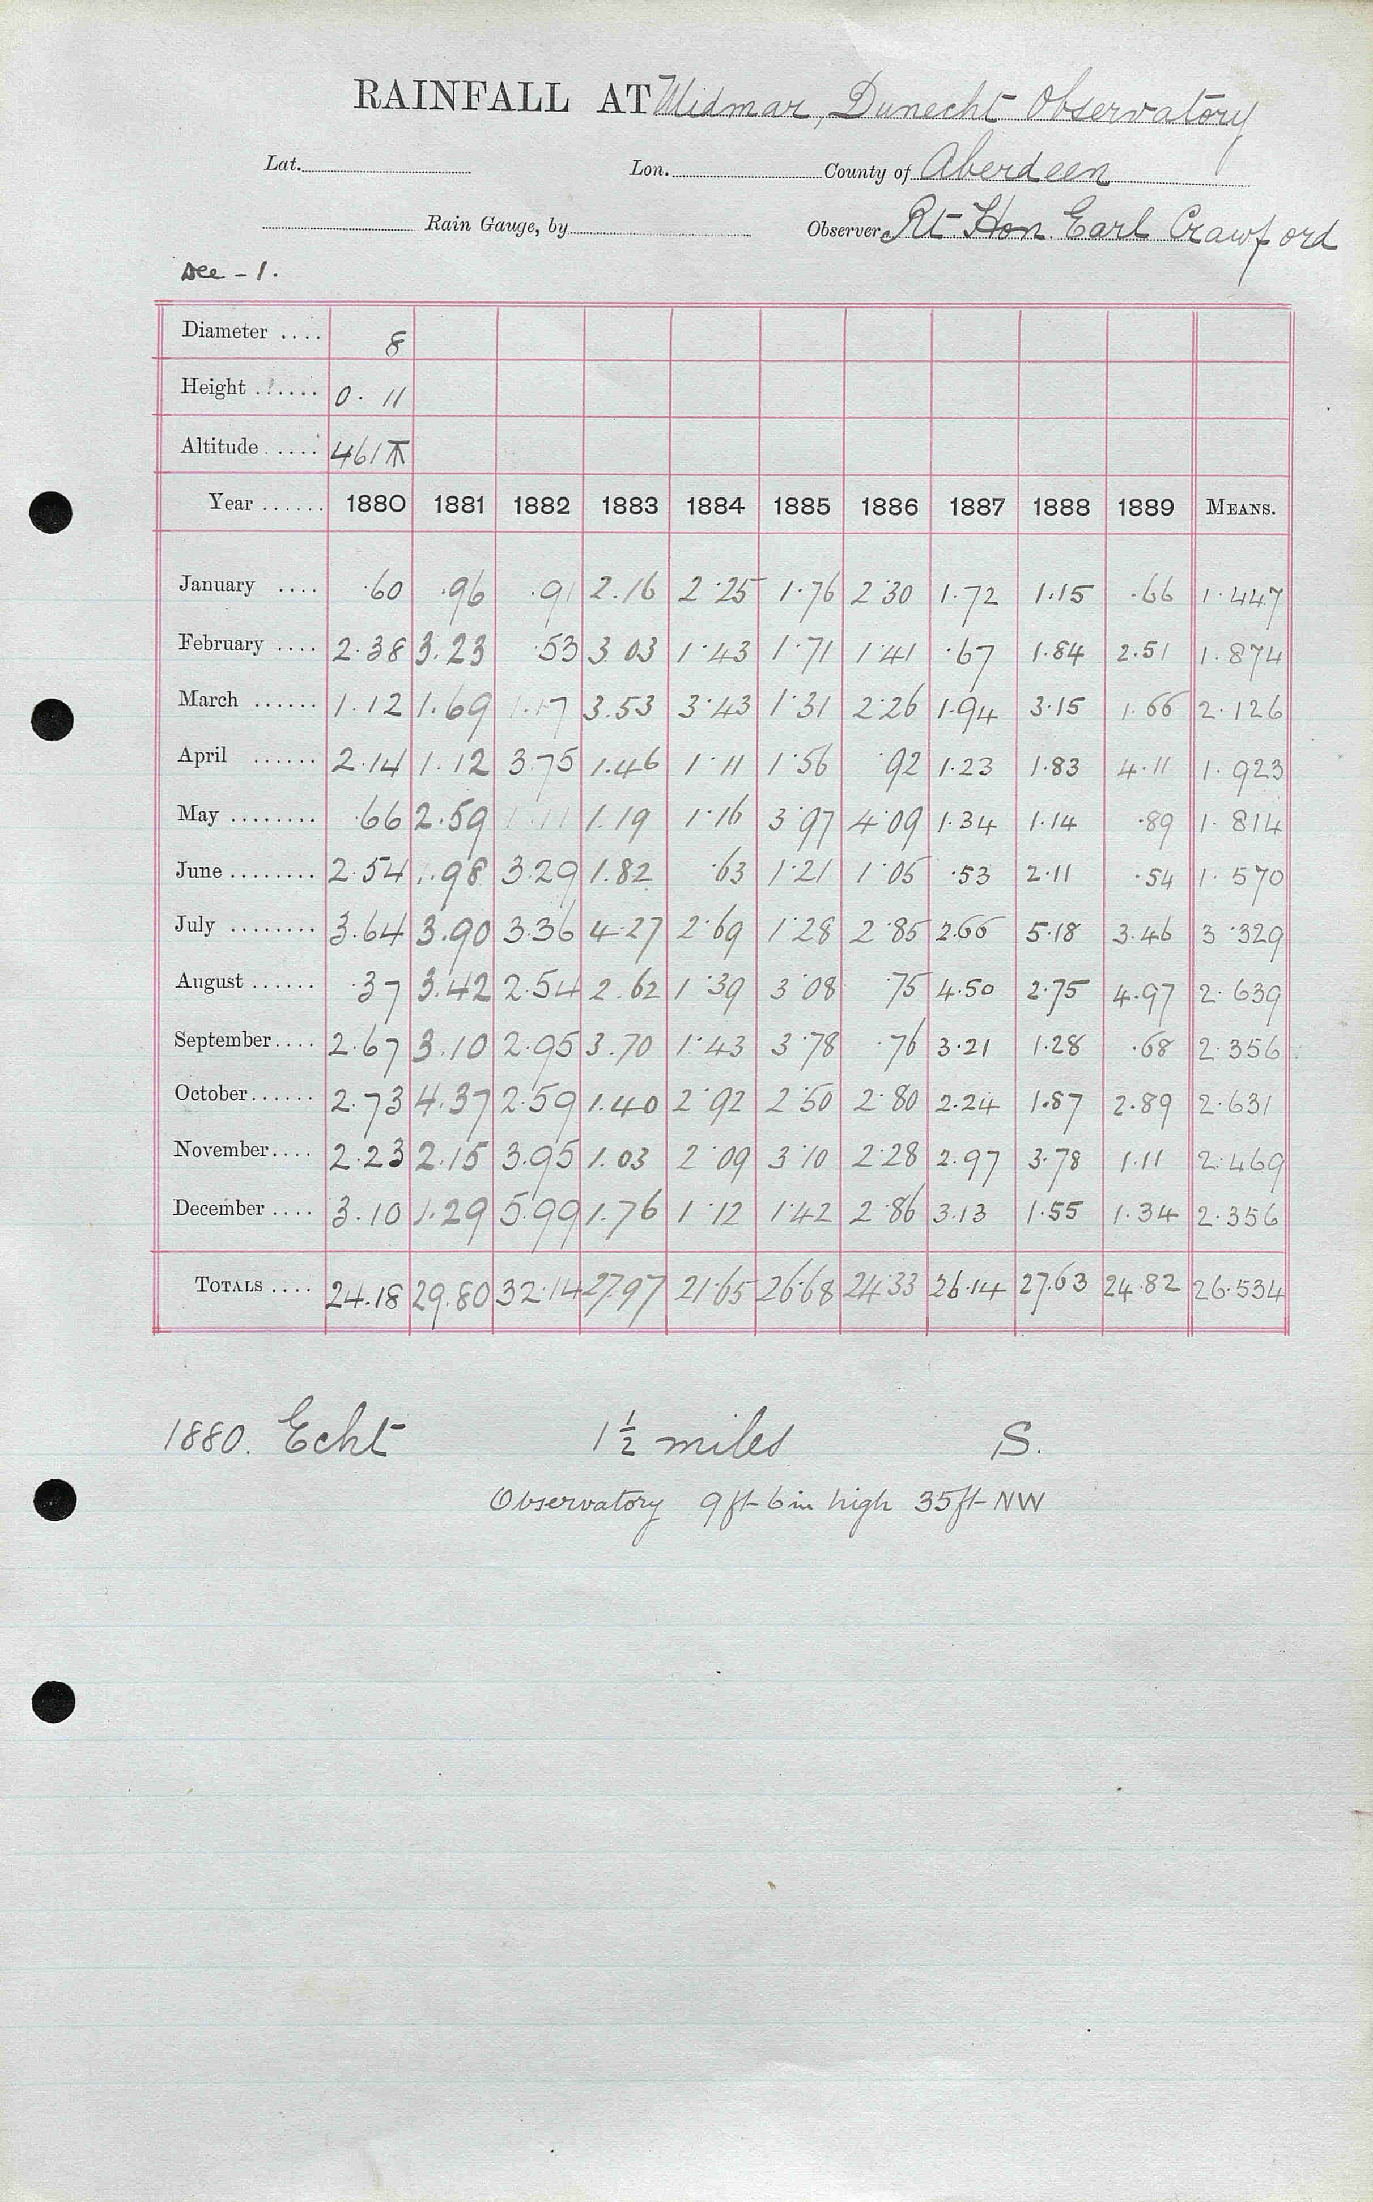 RAINFALL AT Midmar, Dunecht Observatory
Lat. Lon. County of Aberdeen
Rain Gauge, by Observer Rt Hon Earl Crawford
Dec - 1.
Diameter .... 8
Height ...... 0. 11
Altitude ..... 461
Year ...... 1880 1881 1882 1883 1884 1885 1886 1887 1888 1889 MEANS.
January .... .60 .96 .91 2.16 2.25 1.76 2.30 1.72 1.15 .66 1.447
February .... 2.38 3.23 .53 3.03 1.43 1.71 1.41 .67 1.84 2.51 1.874
March ...... 1.12 1.69 1.17 3.53 3.43 1.31 2.26 1.94 3.15 1.66 2.126
April ...... 2.14 1.12 3.75 1.46 1.11 1.56 .92 1.23 1.83 4.11 1.923
May ........ .66 2.59 1.11 1.19 1.16 3.97 4.09 1.34 1.14 .89 1.814
June ........ 2.54 1.98 3.29 1.82 .63 1.21 1.05 .53 2.11 .54 1.570
July ........ 3.64 3.90 3.36 4.27 2.69 1.28 2.85 2.66 5.18 3.46 3.329
August ...... .37 3.42 2.54 2.62 1.39 3.08 .75 4.50 2.75 4.97 2.639
September .... 2.67 3.10 2.95 3.70 1.43 3.78 .76 3.21 1.28 .68 2.356
October ...... 2.73 4.37 2.59 1.40 2.92 2.50 2.80 2.24 1.87 2.89 2.631
November .... 2.23 2.15 3.95 1.03 2.09 3.10 2.28 2.97 3.78 1.11 2.469
December .... 3.10 1.29 5.99 1.76 1.12 1.42 2.86 3.13 1.55 1.34 2.356
TOTALS .... 24.18 29.80 32.14 27.97 21.65 26.68 24.33 26.14 27.63 24.82 26.534
1880. Echt 1 1/2 miles S.
Observatory 9ft 6in high 35ft NW